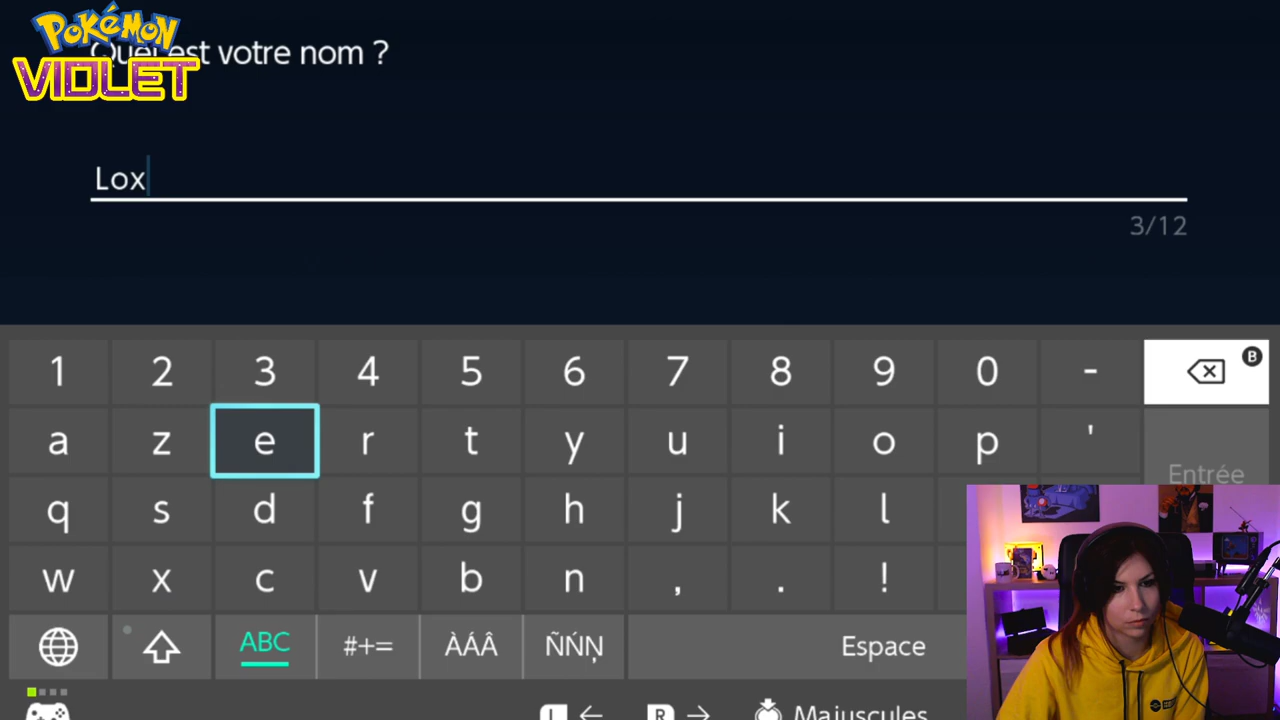 POKÉMON
Quel est votre nom ?
VIOLET
Lox
3/12
1 2 3 4 5 6 7 8 9 0 - B
a z e r t y u i o p '
Entrée
q s d f g h j k l
w x c v b n , . !
ABC #+= ÀÁÂ ÑŃŅ Espace
L ← R → Majuscules